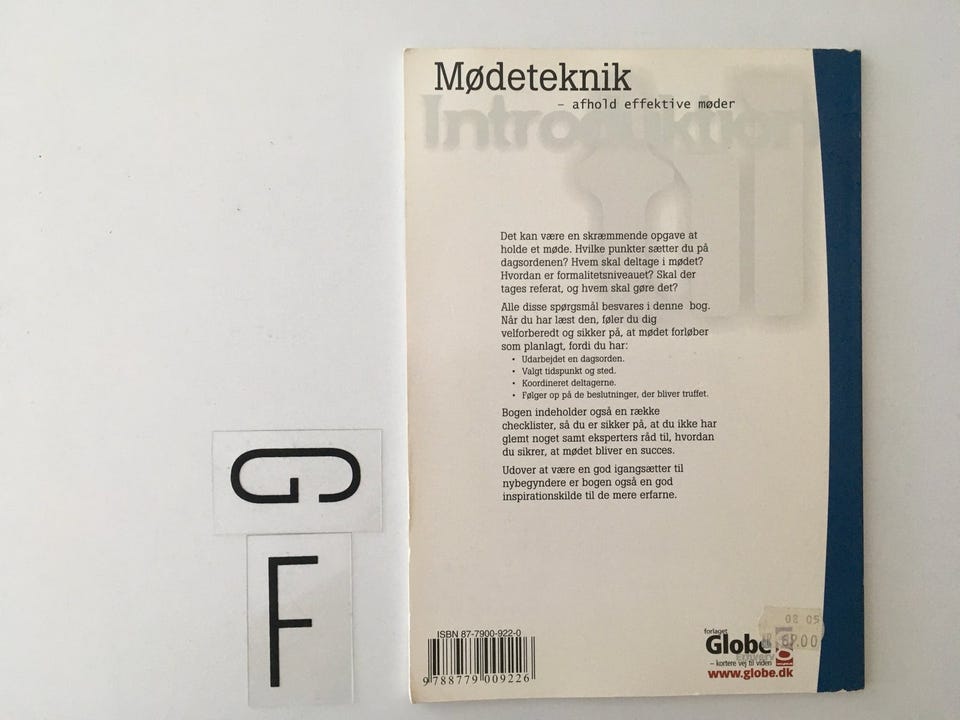 Mødeteknik
– afhold effektive møder
Introduktion
Det kan være en skræmmende opgave at
holde et møde. Hvilke punkter sætter du på
dagsordenen? Hvem skal deltage i mødet?
Hvordan er formalitetsniveauet? Skal der
tages referat, og hvem skal gøre det?
Alle disse spørgsmål besvares i denne bog.
Når du har læst den, føler du dig
velforberedt og sikker på, at mødet forløber
som planlagt, fordi du har:
• Udarbejdet en dagsorden.
• Valgt tidspunkt og sted.
• Koordineret deltagerne.
• Følger op på de beslutninger, der bliver truffet.
Bogen indeholder også en række
checklister, så du er sikker på, at du ikke har
glemt noget samt eksperters råd til, hvordan
du sikrer, at mødet bliver en succes.
Udover at være en god igangsætter til
nybegyndere er bogen også en god
inspirationskilde til de mere erfarne.
G
F
ISBN 87-7900-922-0
9788779009226
08 05
forlaget
Globe
– kortere vej til viden
www.globe.dk